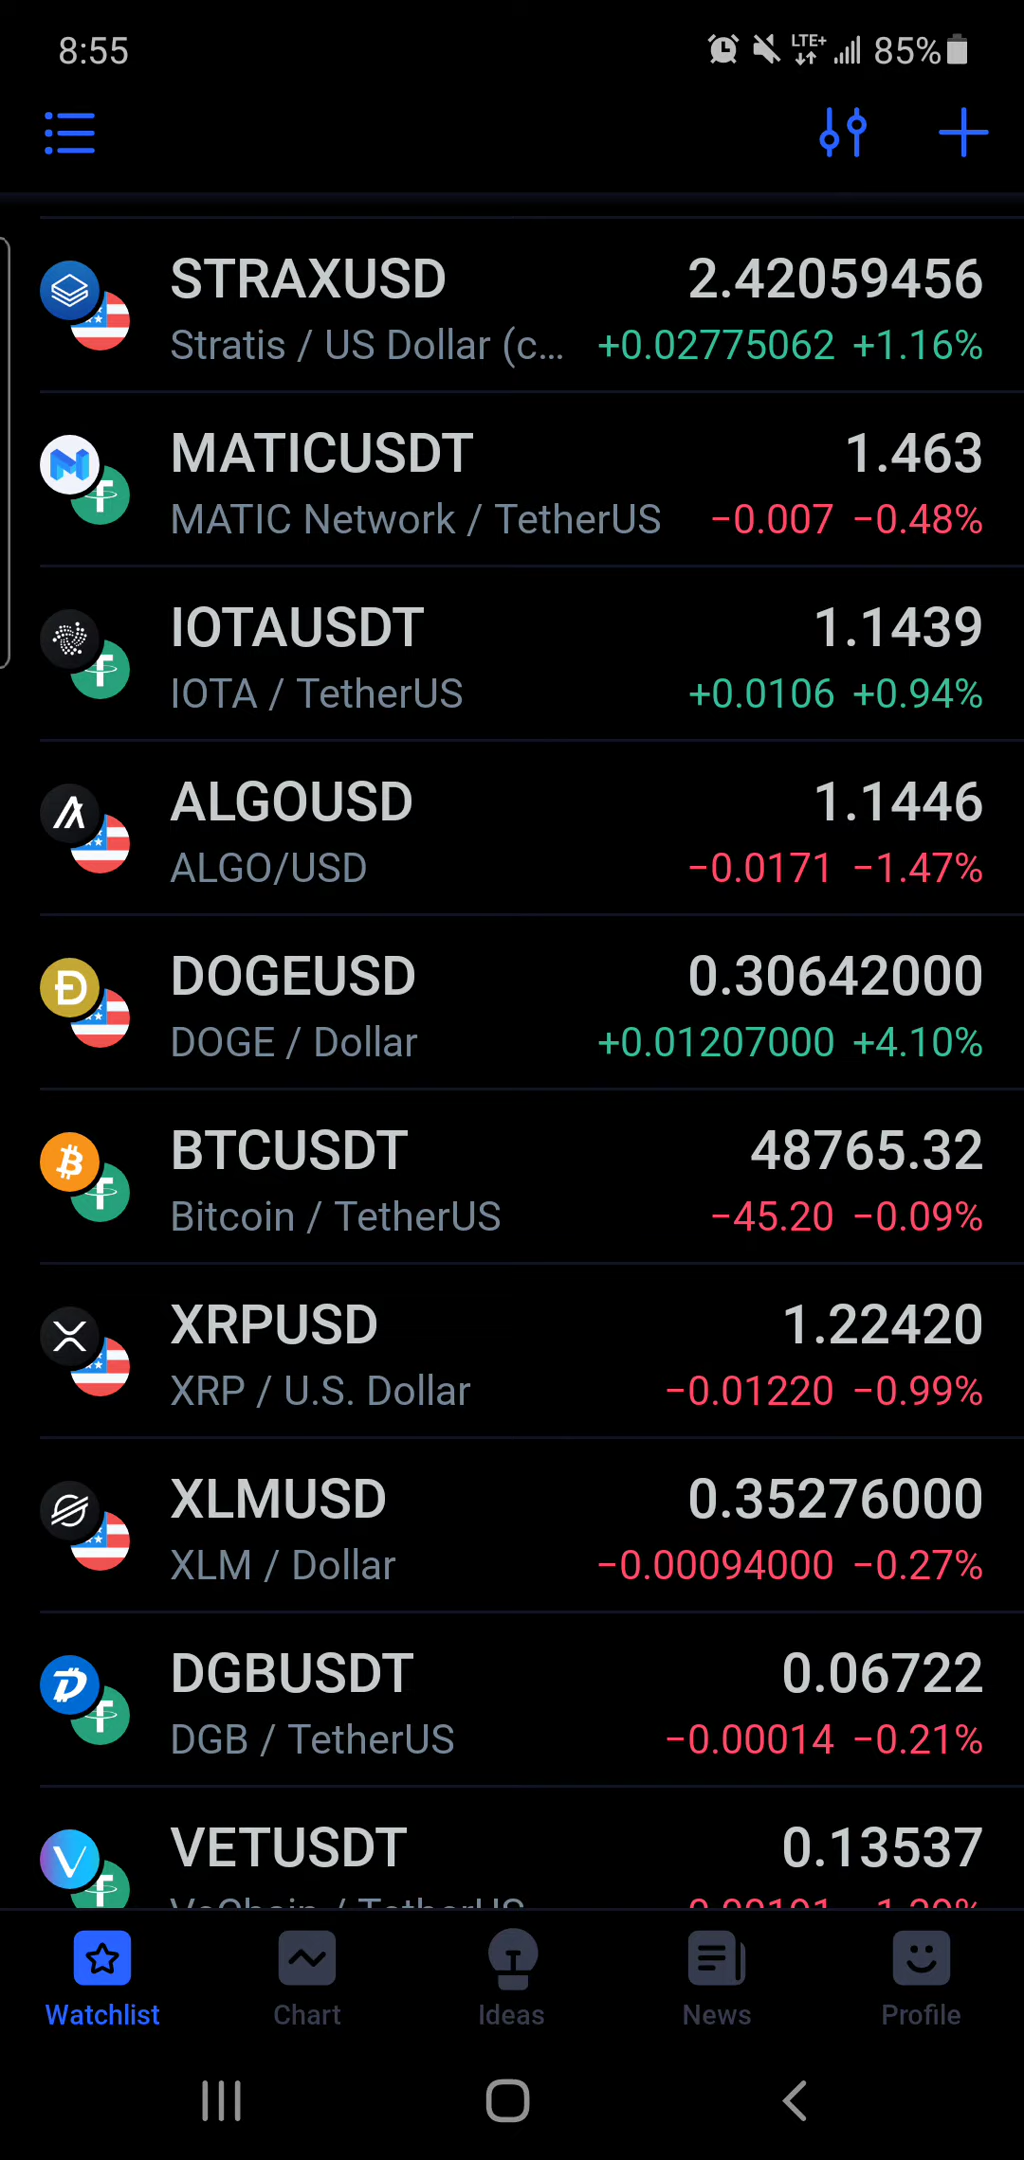 8:55 LTE+ 85%
STRAXUSD 2.42059456
Stratis / US Dollar (c... +0.02775062 +1.16%
MATICUSDT 1.463
MATIC Network / TetherUS −0.007 −0.48%
IOTAUSDT 1.1439
IOTA / TetherUS +0.0106 +0.94%
ALGOUSD 1.1446
ALGO/USD −0.0171 −1.47%
DOGEUSD 0.30642000
DOGE / Dollar +0.01207000 +4.10%
BTCUSDT 48765.32
Bitcoin / TetherUS −45.20 −0.09%
XRPUSD 1.22420
XRP / U.S. Dollar −0.01220 −0.99%
XLMUSD 0.35276000
XLM / Dollar −0.00094000 −0.27%
DGBUSDT 0.06722
DGB / TetherUS −0.00014 −0.21%
VETUSDT 0.13537
VeChain / TetherUS
Watchlist Chart Ideas News Profile